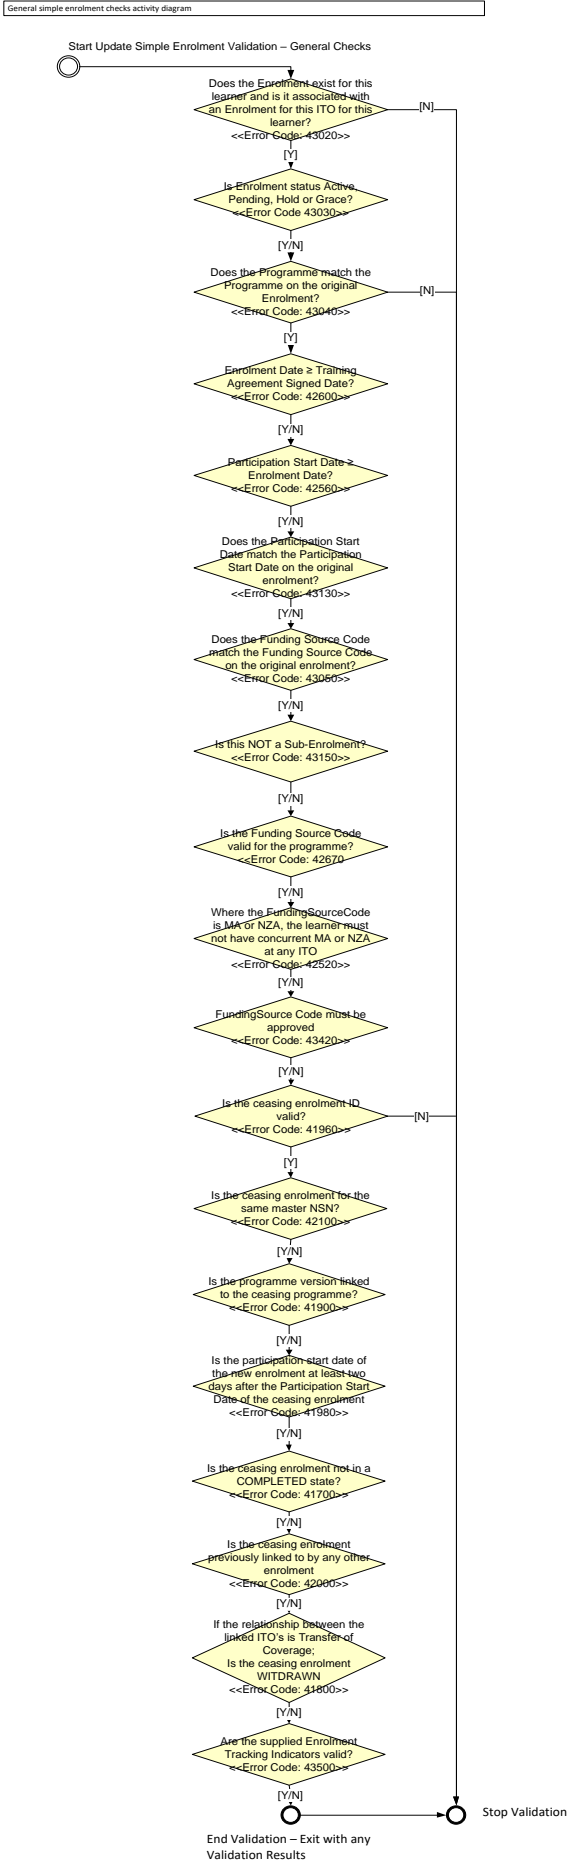 General simple enrolment checks activity diagram
Start Update Simple Enrolment Validation – General Checks
Does the Enrolment exist for this
learner and is it associated with
an Enrolment for this ITO for this
learner?
<<Error Code: 43020>>
[N]
[Y]
Is Enrolment status Active,
Pending, Hold or Grace?
<<Error Code 43030>>
[Y/N]
Does the Programme match the
Programme on the original
Enrolment?
<<Error Code: 43040>>
[N]
[Y]
Enrolment Date ≥ Training
Agreement Signed Date?
<<Error Code: 42600>>
[Y/N]
Participation Start Date ≥
Enrolment Date?
<<Error Code: 42560>>
[Y/N]
Does the Participation Start
Date match the Participation
Start Date on the original
enrolment?
<<Error Code: 43130>>
[Y/N]
Does the Funding Source Code
match the Funding Source Code
on the original enrolment?
<<Error Code: 43050>>
[Y/N]
Is this NOT a Sub-Enrolment?
<<Error Code: 43150>>
[Y/N]
Is the Funding Source Code
valid for the programme?
<<Error Code: 42670
[Y/N]
Where the FundingSourceCode
is MA or NZA, the learner must
not have concurrent MA or NZA
at any ITO
<<Error Code: 42520>>
[Y/N]
FundingSource Code must be
approved
<<Error Code: 43420>>
[Y/N]
Is the ceasing enrolment ID
valid?
<<Error Code: 41960>>
[N]
[Y]
Is the ceasing enrolment for the
same master NSN?
<<Error Code: 42100>>
[Y/N]
Is the programme version linked
to the ceasing programme?
<<Error Code: 41900>>
[Y/N]
Is the participation start date of
the new enrolment at least two
days after the Participation Start
Date of the ceasing enrolment
<<Error Code: 41980>>
[Y/N]
Is the ceasing enrolment not in a
COMPLETED state?
<<Error Code: 41700>>
[Y/N]
Is the ceasing enrolment
previously linked to by any other
enrolment
<<Error Code: 42000>>
[Y/N]
If the relationship between the
linked ITO's is Transfer of
Coverage;
Is the ceasing enrolment
WITDRAWN
<<Error Code: 41800>>
[Y/N]
Are the supplied Enrolment
Tracking Indicators valid?
<<Error Code: 43500>>
[Y/N]
Stop Validation
End Validation – Exit with any
Validation Results